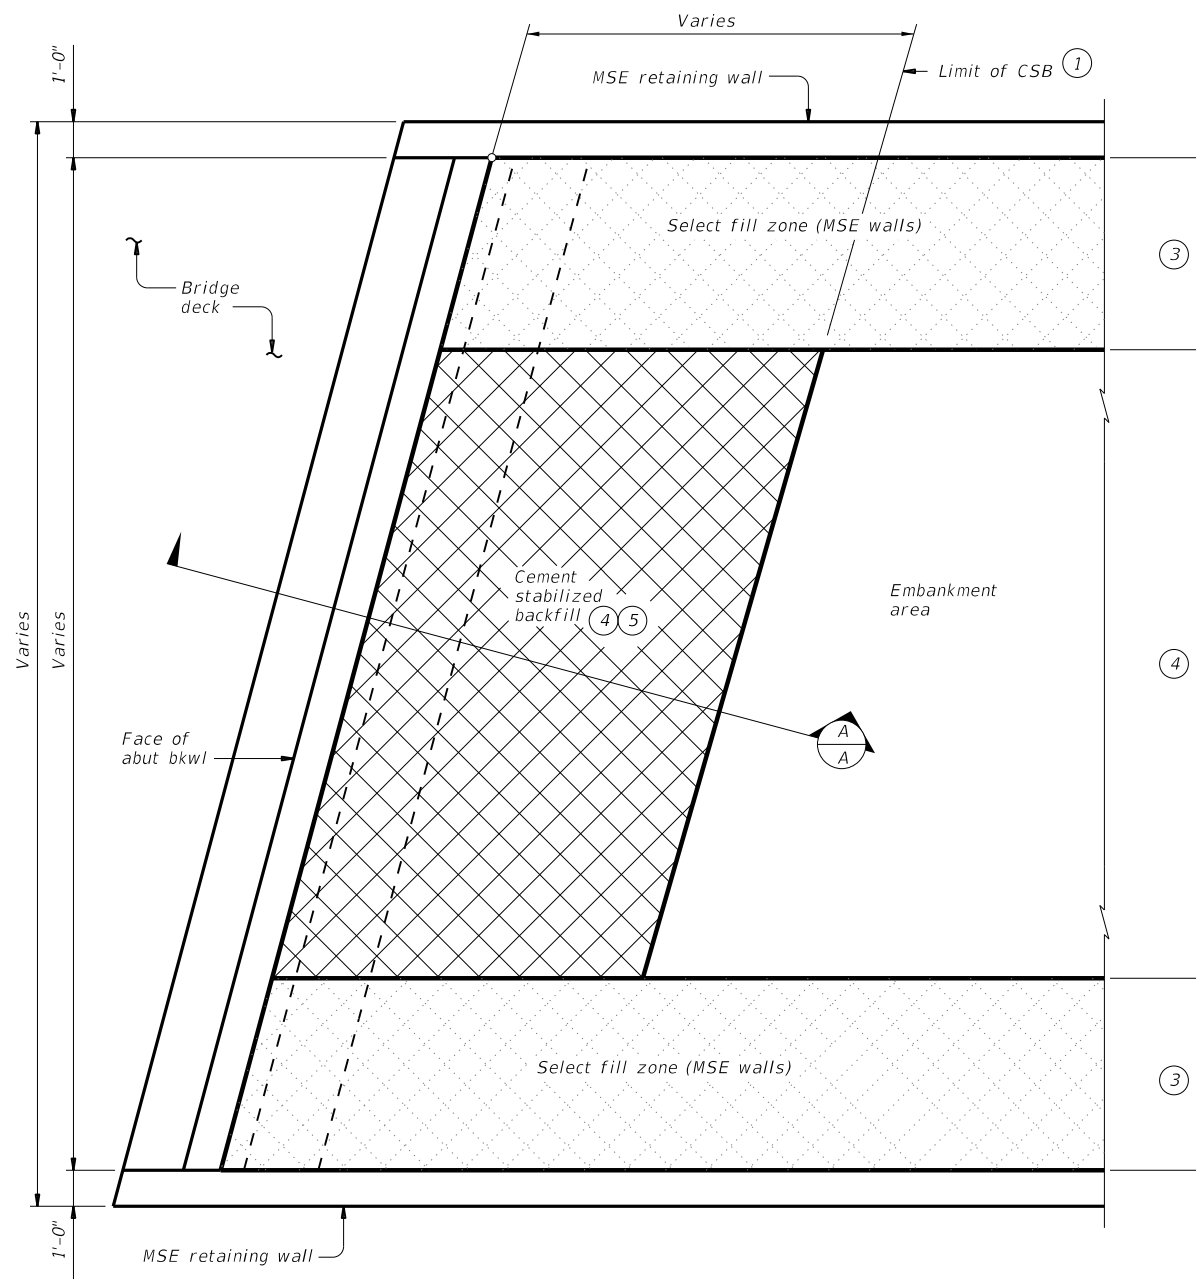 Varies
1'-0"
MSE retaining wall
Limit of CSB 1
Select fill zone (MSE walls)
3
Bridge
deck
Cement
stabilized
backfill 4 5
Embankment
area
Varies
Varies
4
Face of
abut bkwl
A
A
Select fill zone (MSE walls)
3
1'-0"
MSE retaining wall